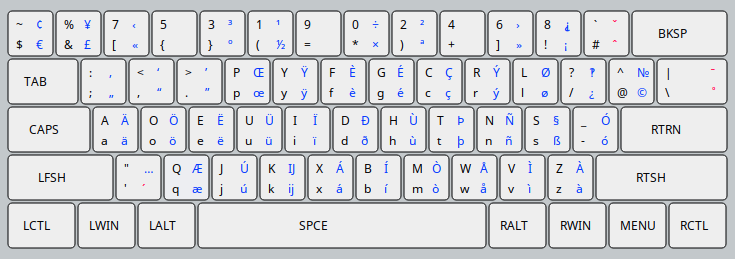 ~ ¢ % ¥ 7 ‹ 5 3 ³ 1 ¹ 9 0 ÷ 2 ² 4 6 › 8 ⸘ ` ˇ BKSP
$ € & £ [ « { } º ( ½ = * × ) ª + ] » ! ¡ # ^
TAB : ‚ < ‘ > ’ P Œ Y Ÿ F È G É C Ç R Ý L Ø ? ‽ ^ № | ¯
; „ , “ . ” p œ y ÿ f è g é c ç r ý l ø / ¿ @ © \ °
CAPS A Ä O Ö E Ë U Ü I Ï D Ð H Ù T Þ N Ñ S § _ Ó RTRN
a ä o ö e ë u ü i ï d ð h ù t þ n ñ s ß - ó
LFSH " … Q Æ J Ú K Ĳ X Á B Í M Ò W Å V Ì Z À RTSH
' ´ q æ j ú k ĳ x á b í m ò w å v ì z à
LCTL LWIN LALT SPCE RALT RWIN MENU RCTL